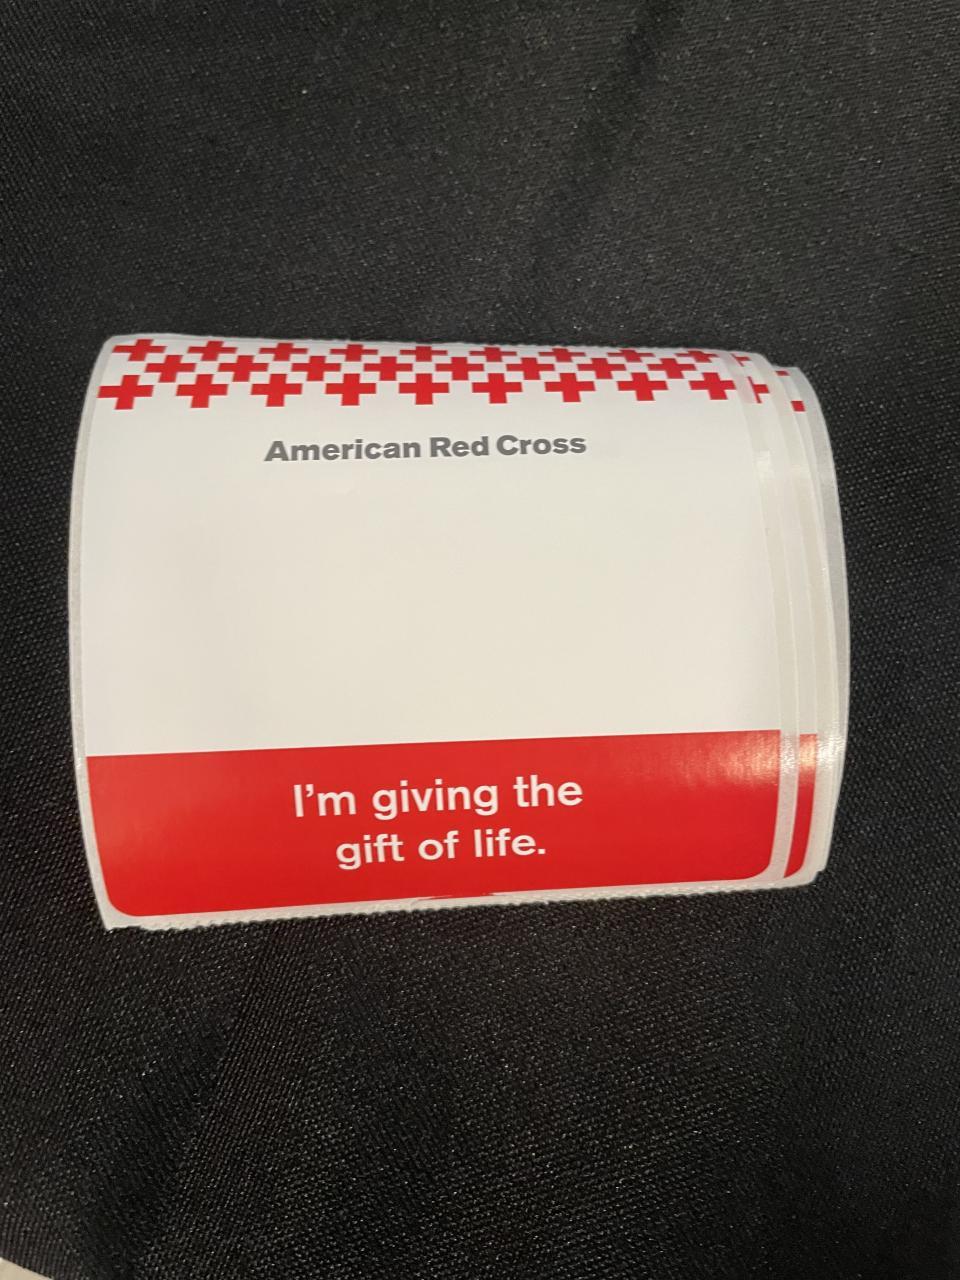 American Red Cross
I'm giving the
gift of life.